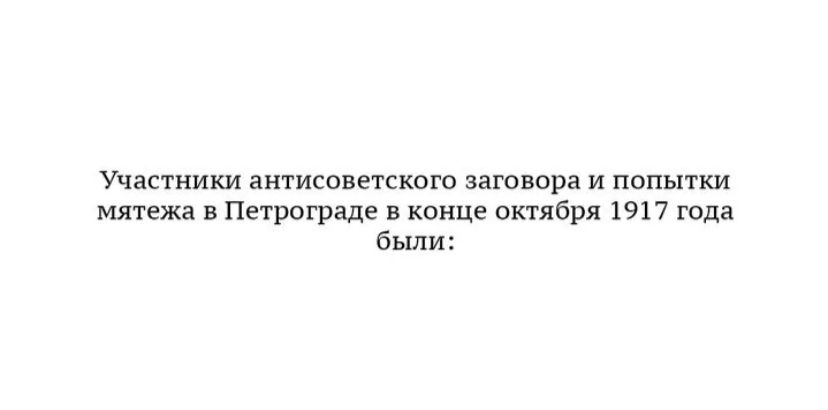 Участники антисоветского заговора и попытки
мятежа в Петрограде в конце октября 1917 года
были: